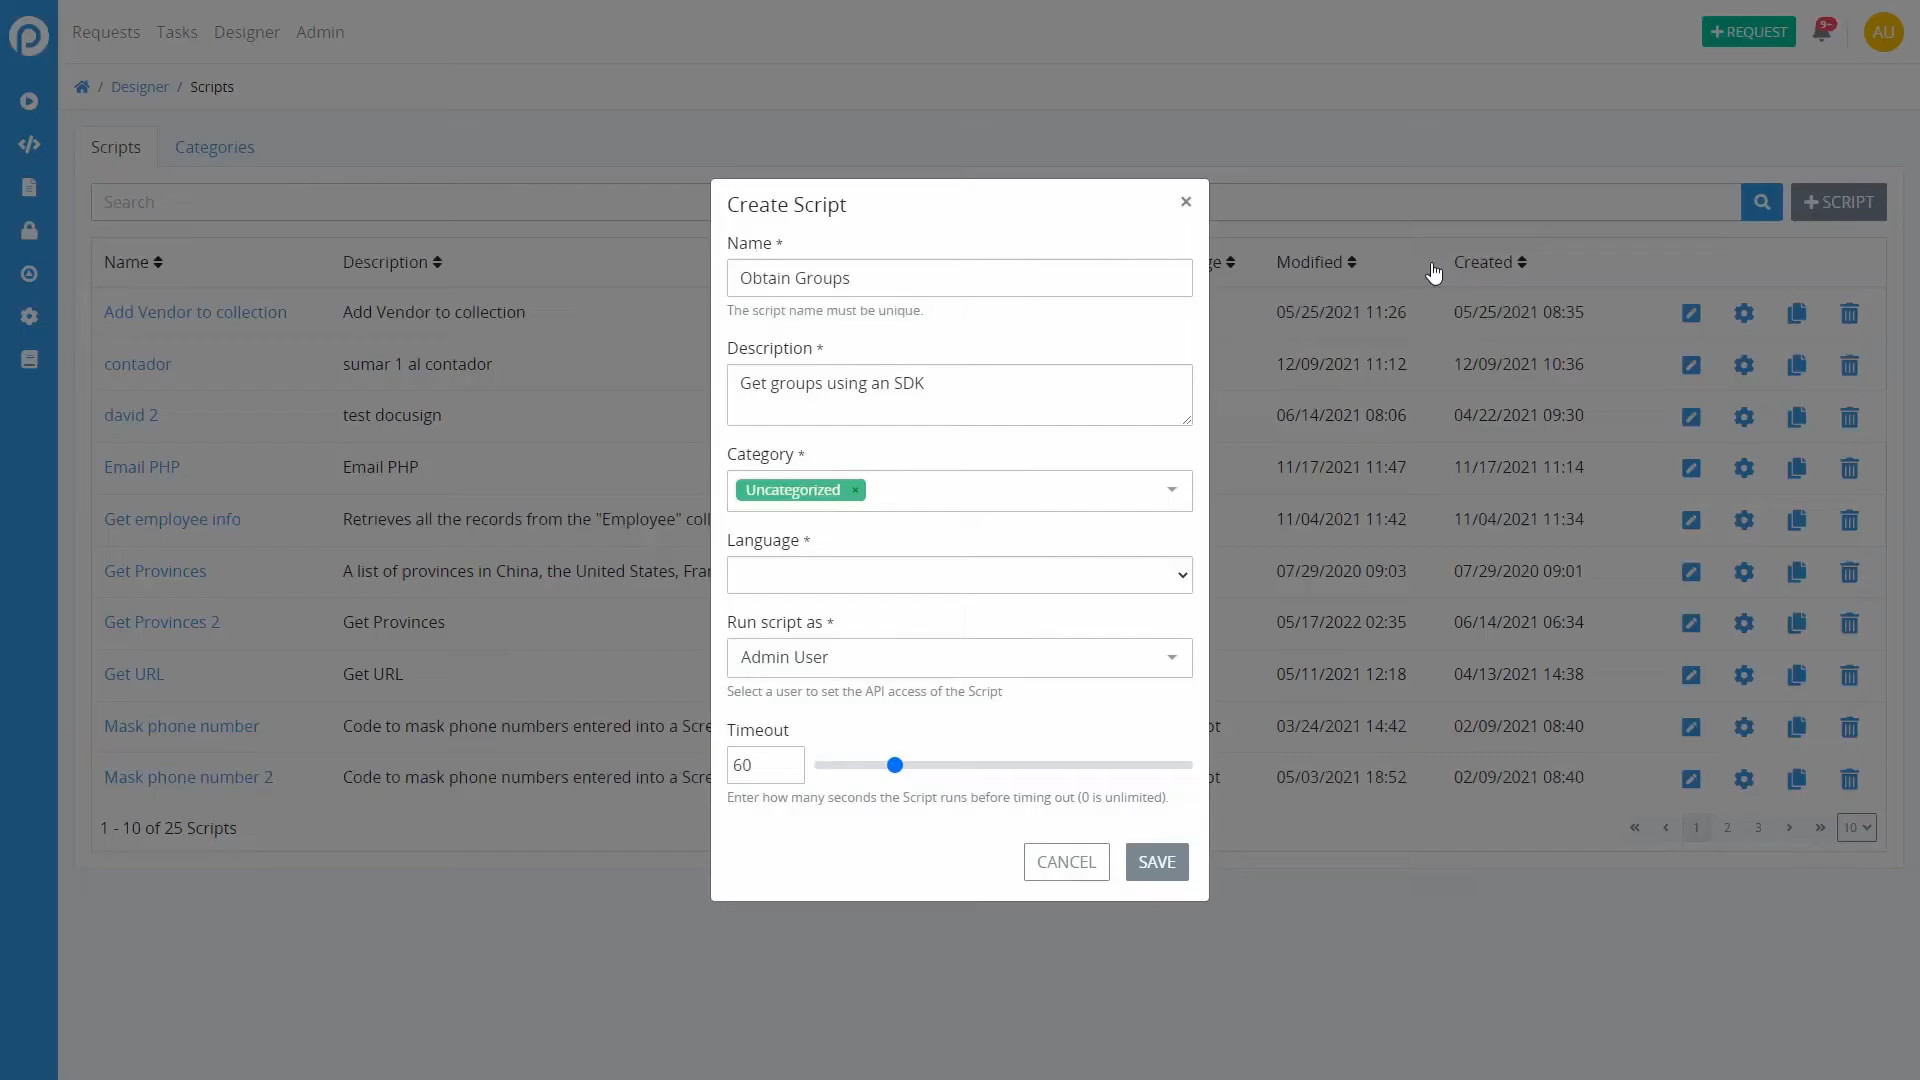 Requests Tasks Designer Admin
REQUEST 9+ AU
/ Designer / Scripts
Scripts Categories
Search SCRIPT
Name Description Modified Created
Add Vendor to collection Add Vendor to collection 05/25/2021 11:26 05/25/2021 08:35
contador sumar 1 al contador 12/09/2021 11:12 12/09/2021 10:36
david 2 test docusign 06/14/2021 08:06 04/22/2021 09:30
Email PHP Email PHP 11/17/2021 11:47 11/17/2021 11:14
Get employee info Retrieves all the records from the "Employee" 11/04/2021 11:42 11/04/2021 11:34
Get Provinces A list of provinces in China, the United States, 07/29/2020 09:03 07/29/2020 09:01
Get Provinces 2 Get Provinces 05/17/2022 02:35 06/14/2021 06:34
Get URL Get URL 05/11/2021 12:18 04/13/2021 14:38
Mask phone number Code to mask phone numbers entered into a 03/24/2021 14:42 02/09/2021 08:40
Mask phone number 2 Code to mask phone numbers entered into a 05/03/2021 18:52 02/09/2021 08:40
1 - 10 of 25 Scripts « ‹ 1 2 3 › » 10
Create Script ×
Name *
Obtain Groups
The script name must be unique.
Description *
Get groups using an SDK
Category *
Uncategorized ×
Language *
Run script as *
Admin User
Select a user to set the API access of the Script
Timeout
60
Enter how many seconds the Script runs before timing out (0 is unlimited).
CANCEL SAVE